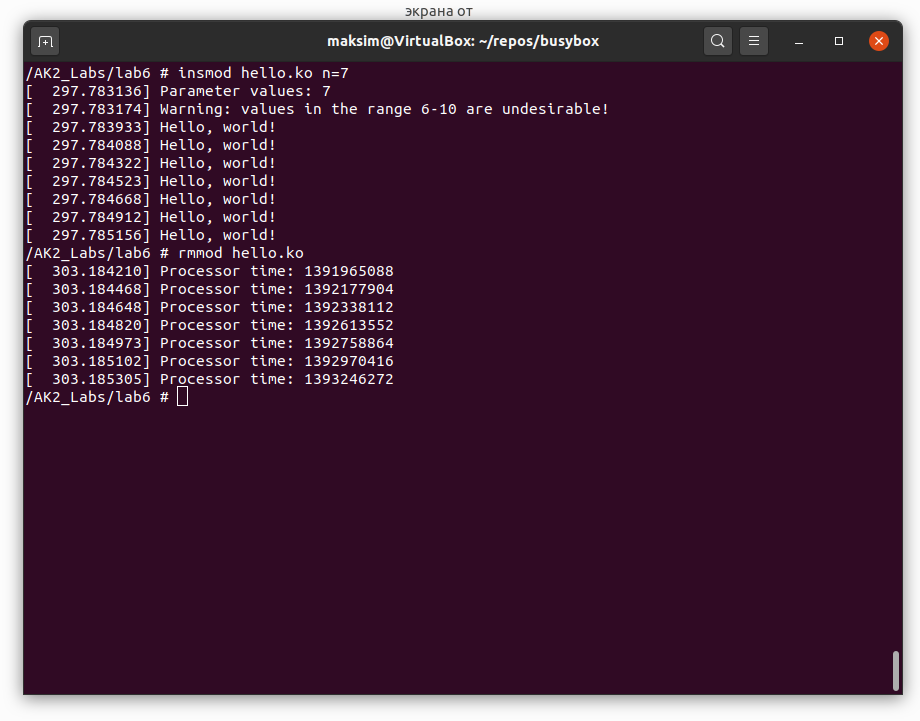 экрана от
maksim@VirtualBox: ~/repos/busybox
/AK2_Labs/lab6 # insmod hello.ko n=7
[  297.783136] Parameter values: 7
[  297.783174] Warning: values in the range 6-10 are undesirable!
[  297.783933] Hello, world!
[  297.784088] Hello, world!
[  297.784322] Hello, world!
[  297.784523] Hello, world!
[  297.784668] Hello, world!
[  297.784912] Hello, world!
[  297.785156] Hello, world!
/AK2_Labs/lab6 # rmmod hello.ko
[  303.184210] Processor time: 1391965088
[  303.184468] Processor time: 1392177904
[  303.184648] Processor time: 1392338112
[  303.184820] Processor time: 1392613552
[  303.184973] Processor time: 1392758864
[  303.185102] Processor time: 1392970416
[  303.185305] Processor time: 1393246272
/AK2_Labs/lab6 #